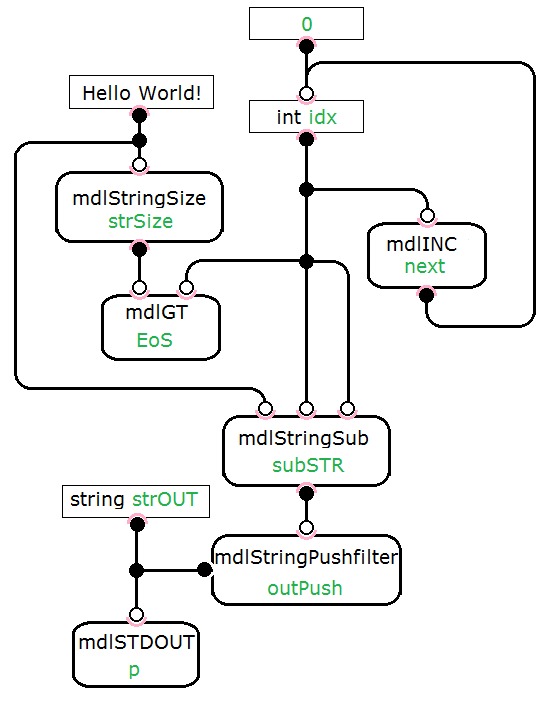 0
Hello World!
int idx
mdlStringSize
strSize
mdlINC
next
mdlGT
EoS
mdlStringSub
subSTR
string strOUT
mdlStringPushfilter
outPush
mdlSTDOUT
p